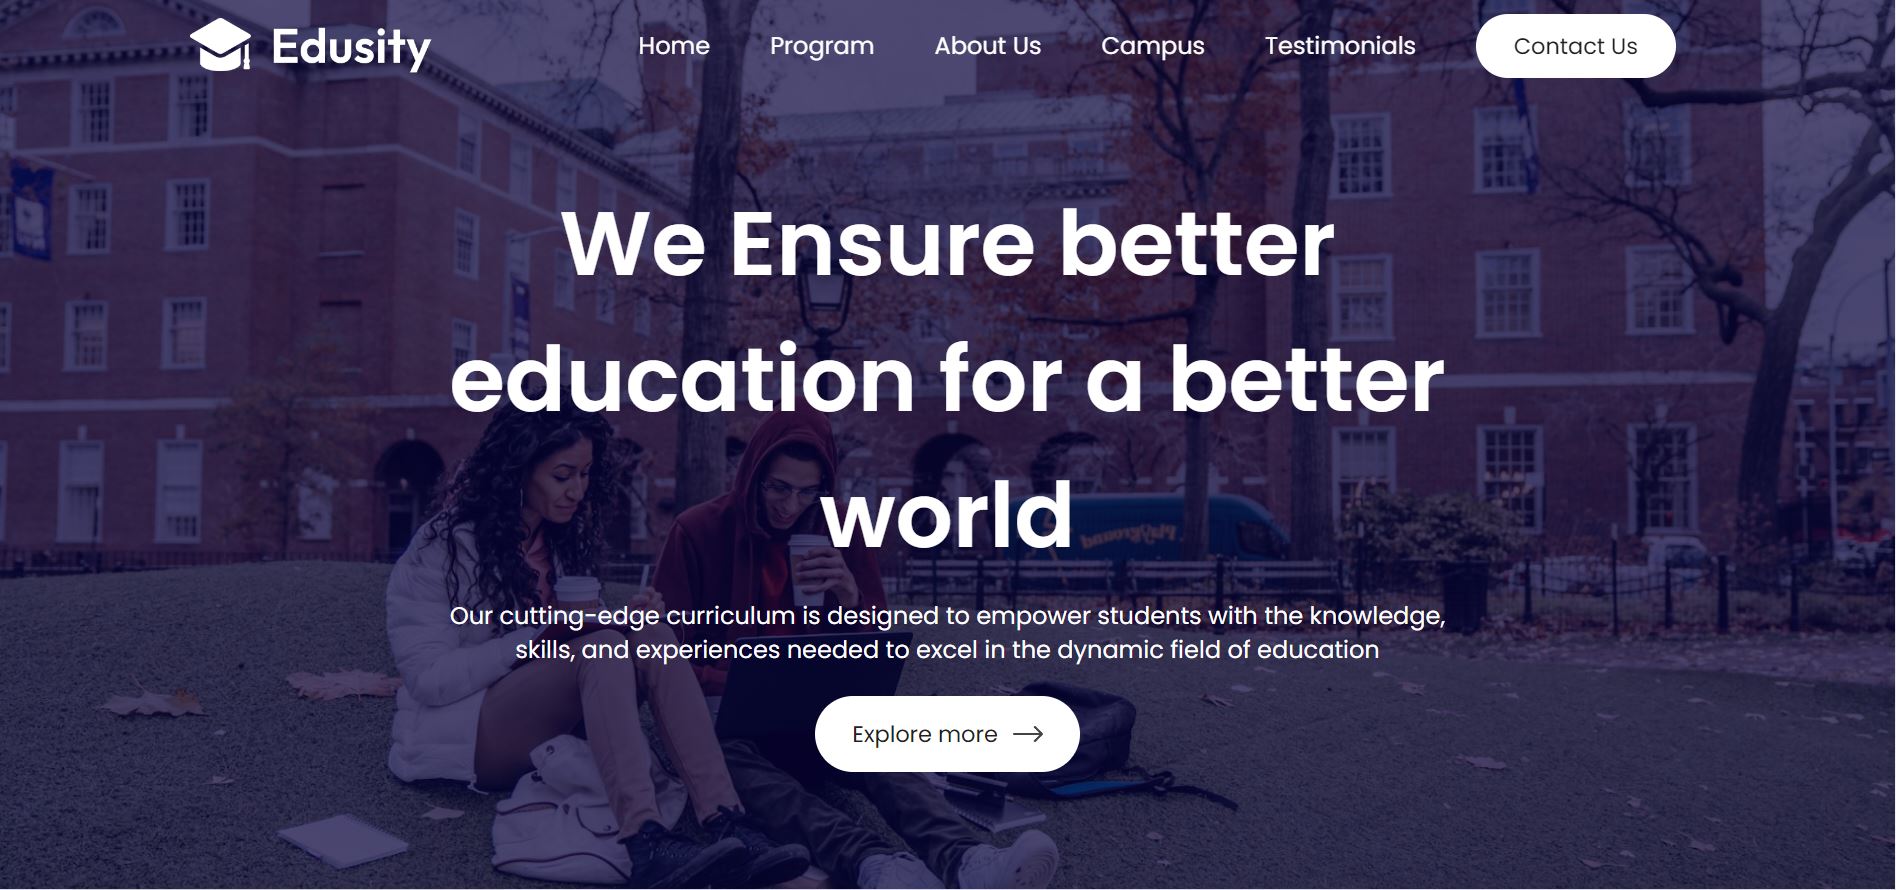 Edusity
Home Program About Us Campus Testimonials Contact Us
We Ensure better
education for a better
world
Playground
Our cutting-edge curriculum is designed to empower students with the knowledge,
skills, and experiences needed to excel in the dynamic field of education
Explore more